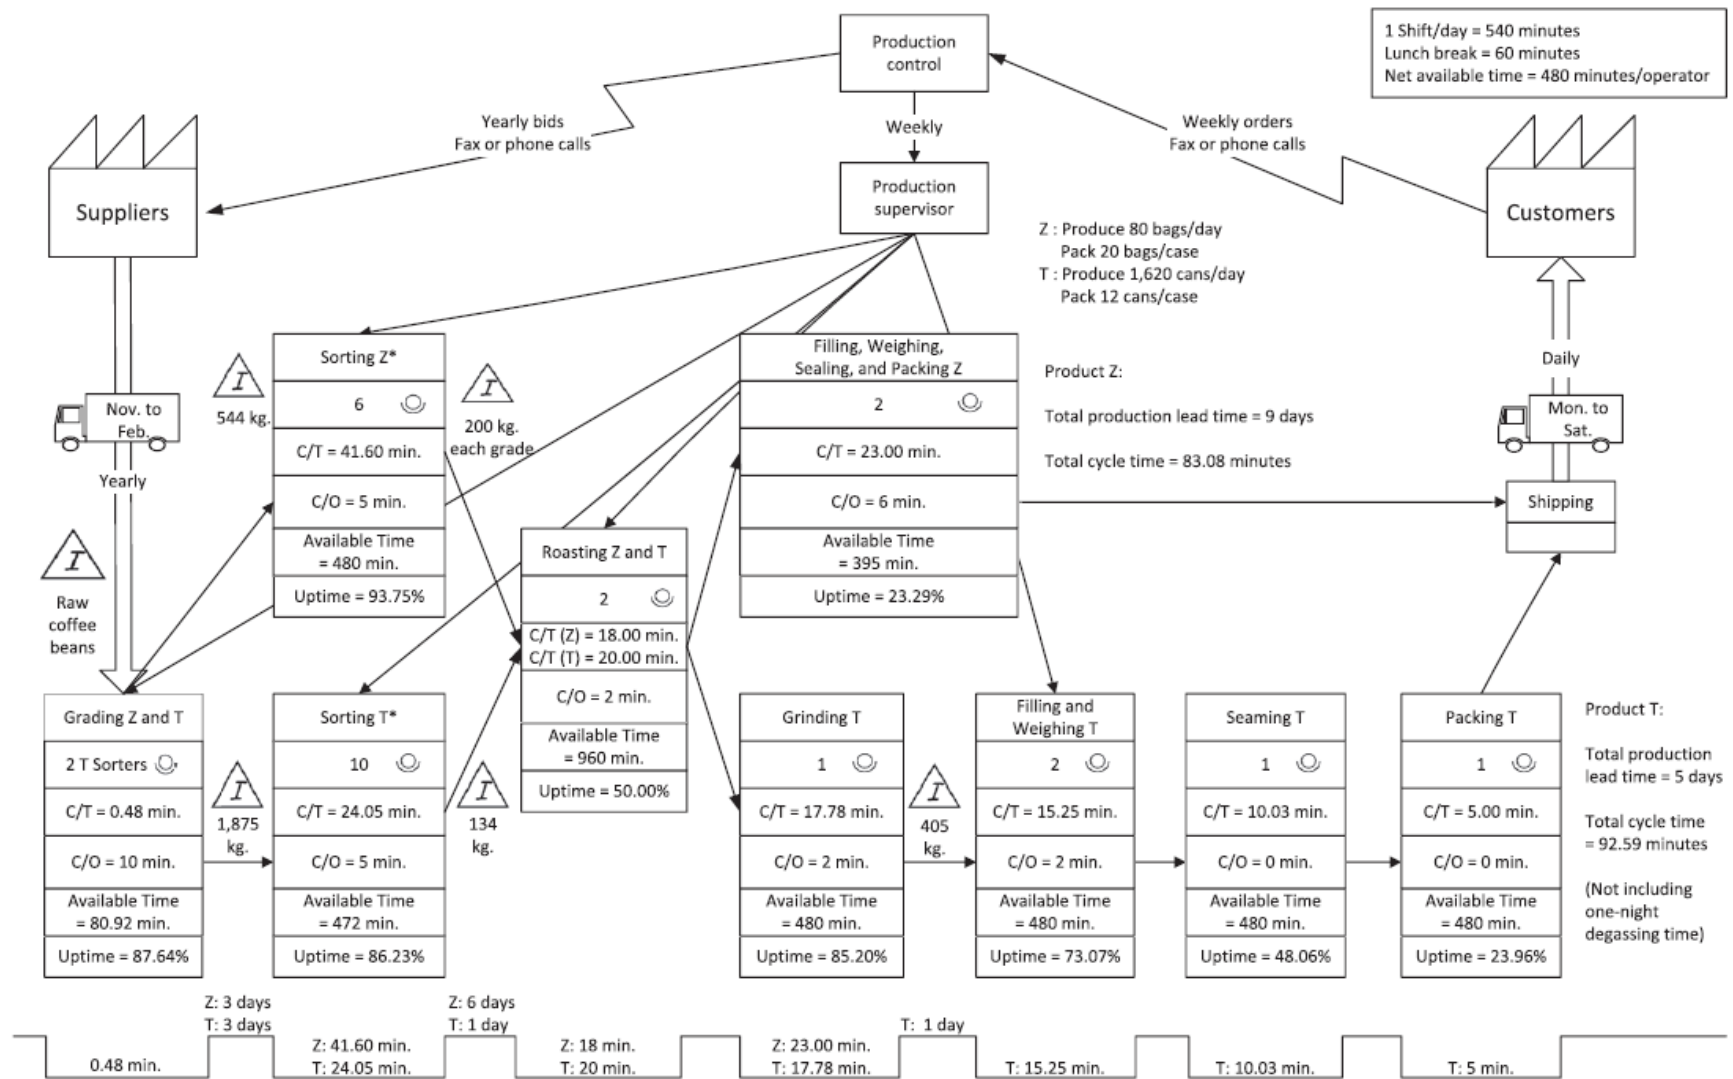 Production
control
1 Shift/day = 540 minutes
Lunch break = 60 minutes
Net available time = 480 minutes/operator
Yearly bids
Fax or phone calls
Weekly
Weekly orders
Fax or phone calls
Suppliers
Production
supervisor
Customers
Z : Produce 80 bags/day
Pack 20 bags/case
T : Produce 1,620 cans/day
Pack 12 cans/case
Nov. to
Feb.
Yearly
I
Raw
coffee
beans
I
544 kg.
Sorting Z*
6
C/T = 41.60 min.
C/O = 5 min.
Available Time
= 480 min.
Uptime = 93.75%
I
200 kg.
each grade
Filling, Weighing,
Sealing, and Packing Z
2
C/T = 23.00 min.
C/O = 6 min.
Available Time
= 395 min.
Uptime = 23.29%
Product Z:
Total production lead time = 9 days
Total cycle time = 83.08 minutes
Daily
Mon. to
Sat.
Shipping
Roasting Z and T
2
C/T (Z) = 18.00 min.
C/T (T) = 20.00 min.
C/O = 2 min.
Available Time
= 960 min.
Uptime = 50.00%
Grading Z and T
2 T Sorters
C/T = 0.48 min.
C/O = 10 min.
Available Time
= 80.92 min.
Uptime = 87.64%
I
1,875
kg.
Sorting T*
10
C/T = 24.05 min.
C/O = 5 min.
Available Time
= 472 min.
Uptime = 86.23%
I
134
kg.
Grinding T
1
C/T = 17.78 min.
C/O = 2 min.
Available Time
= 480 min.
Uptime = 85.20%
I
405
kg.
Filling and
Weighing T
2
C/T = 15.25 min.
C/O = 2 min.
Available Time
= 480 min.
Uptime = 73.07%
Seaming T
1
C/T = 10.03 min.
C/O = 0 min.
Available Time
= 480 min.
Uptime = 48.06%
Packing T
1
C/T = 5.00 min.
C/O = 0 min.
Available Time
= 480 min.
Uptime = 23.96%
Product T:
Total production
lead time = 5 days
Total cycle time
= 92.59 minutes
(Not including
one-night
degassing time)
0.48 min.
Z: 3 days
T: 3 days
Z: 41.60 min.
T: 24.05 min.
Z: 6 days
T: 1 day
Z: 18 min.
T: 20 min.
Z: 23.00 min.
T: 17.78 min.
T: 1 day
T: 15.25 min.
T: 10.03 min.
T: 5 min.